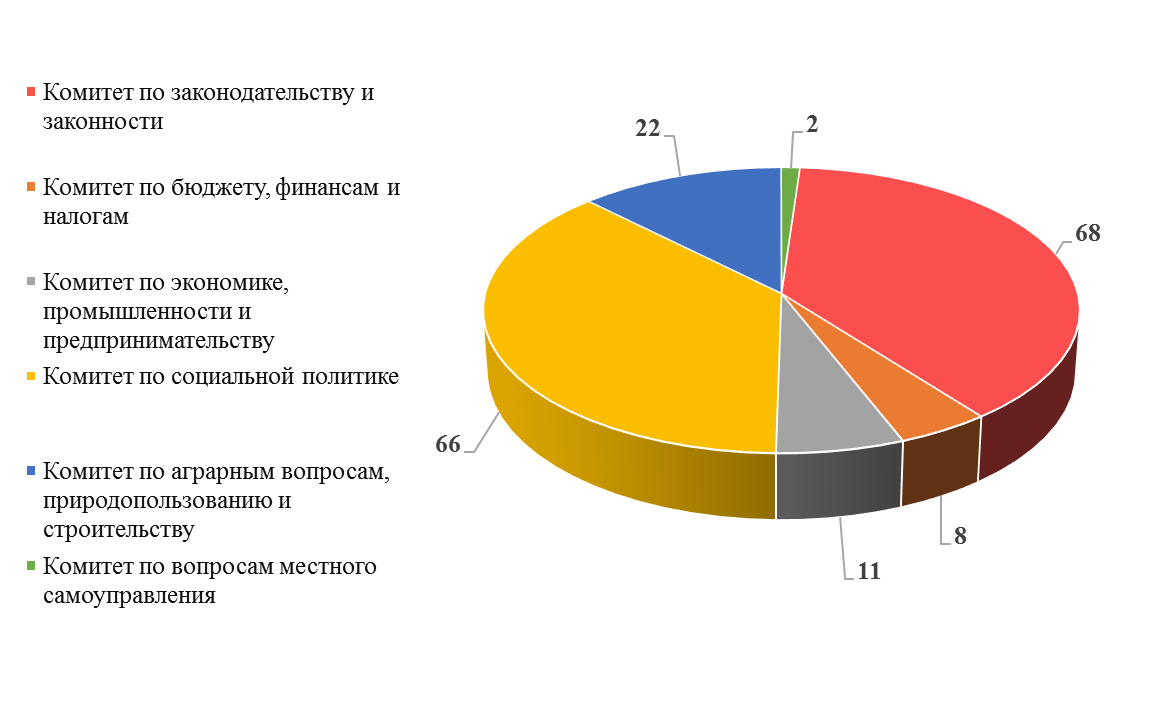 Комитет по законодательству и
законности
Комитет по бюджету, финансам и
налогам
Комитет по экономике,
промышленности и
предпринимательству
Комитет по социальной политике
Комитет по аграрным вопросам,
природопользованию и
строительству
Комитет по вопросам местного
самоуправления
22
2
68
66
8
11